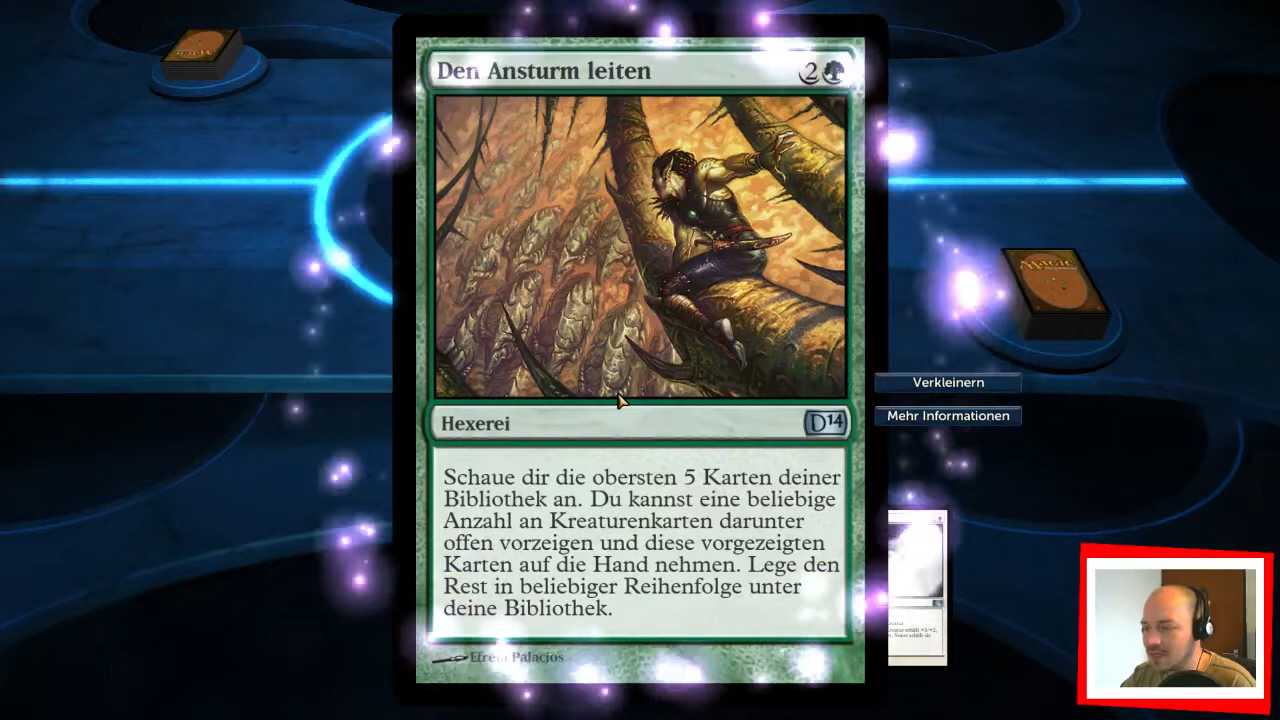 Den Ansturm leiten
2
Hexerei
D14
Schaue dir die obersten 5 Karten deiner
Bibliothek an. Du kannst eine beliebige
Anzahl an Kreaturenkarten darunter
offen vorzeigen und diese vorgezeigten
Karten auf die Hand nehmen. Lege den
Rest in beliebiger Reihenfolge unter
deine Bibliothek.
Efrem Palacios
MAGIC
Verkleinern
Mehr Informationen